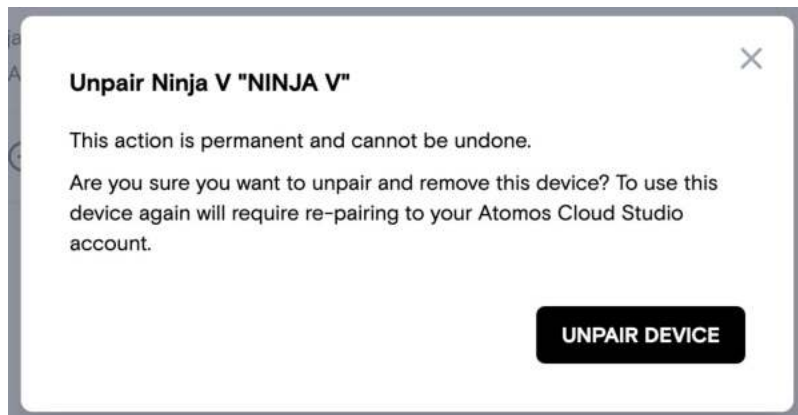 ja
A
Unpair Ninja V "NINJA V"
This action is permanent and cannot be undone.
Are you sure you want to unpair and remove this device? To use this
device again will require re-pairing to your Atomos Cloud Studio
account.
UNPAIR DEVICE